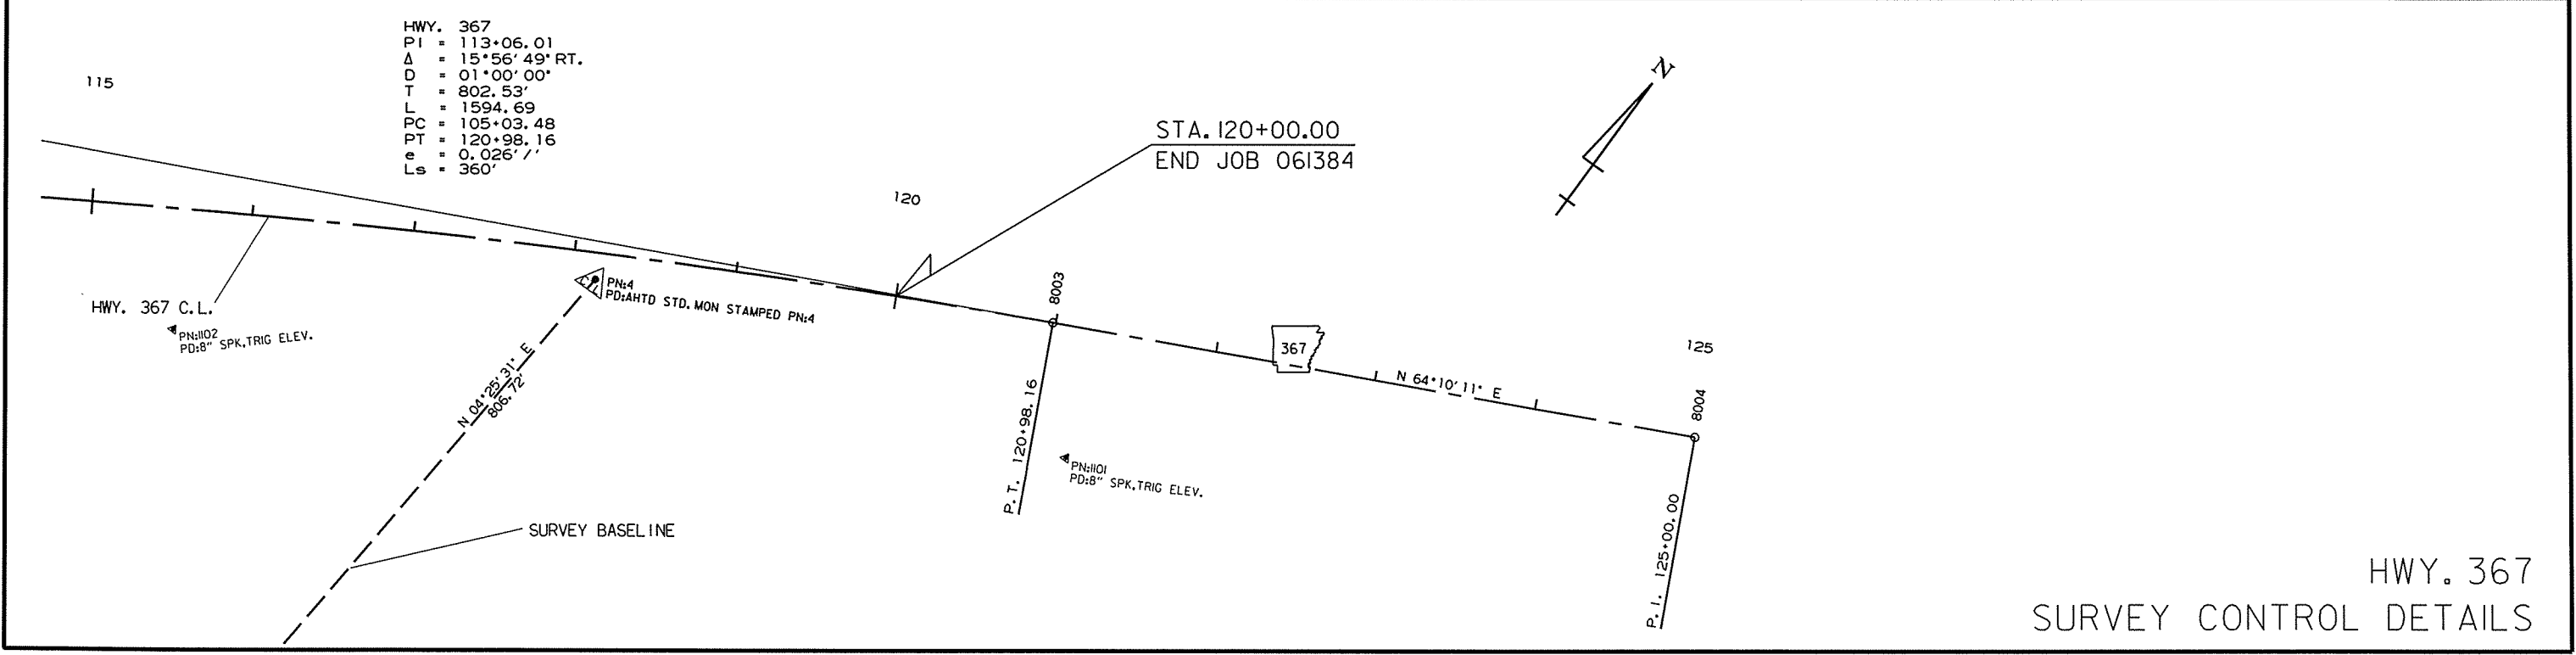 HWY. 367
PI = 113+06.01
Δ = 15°56'49" RT.
D = 01°00'00"
T = 802.53'
L = 1594.69
PC = 105+03.48
PT = 120+98.16
e = 0.026'/'
Ls = 360'
115
N
STA. 120+00.00
END JOB 061384
120
8003
PN:4
PD:AHTD STD. MON STAMPED PN:4
HWY. 367 C.L.
PN:1102
PD:8" SPK,TRIG ELEV.
367
125
N 64°10'11" E
8004
N 04°25'31" E
806.72'
P.T. 120+98.16
PN:1101
PD:8" SPK,TRIG ELEV.
SURVEY BASELINE
P.I. 125+00.00
HWY. 367
SURVEY CONTROL DETAILS